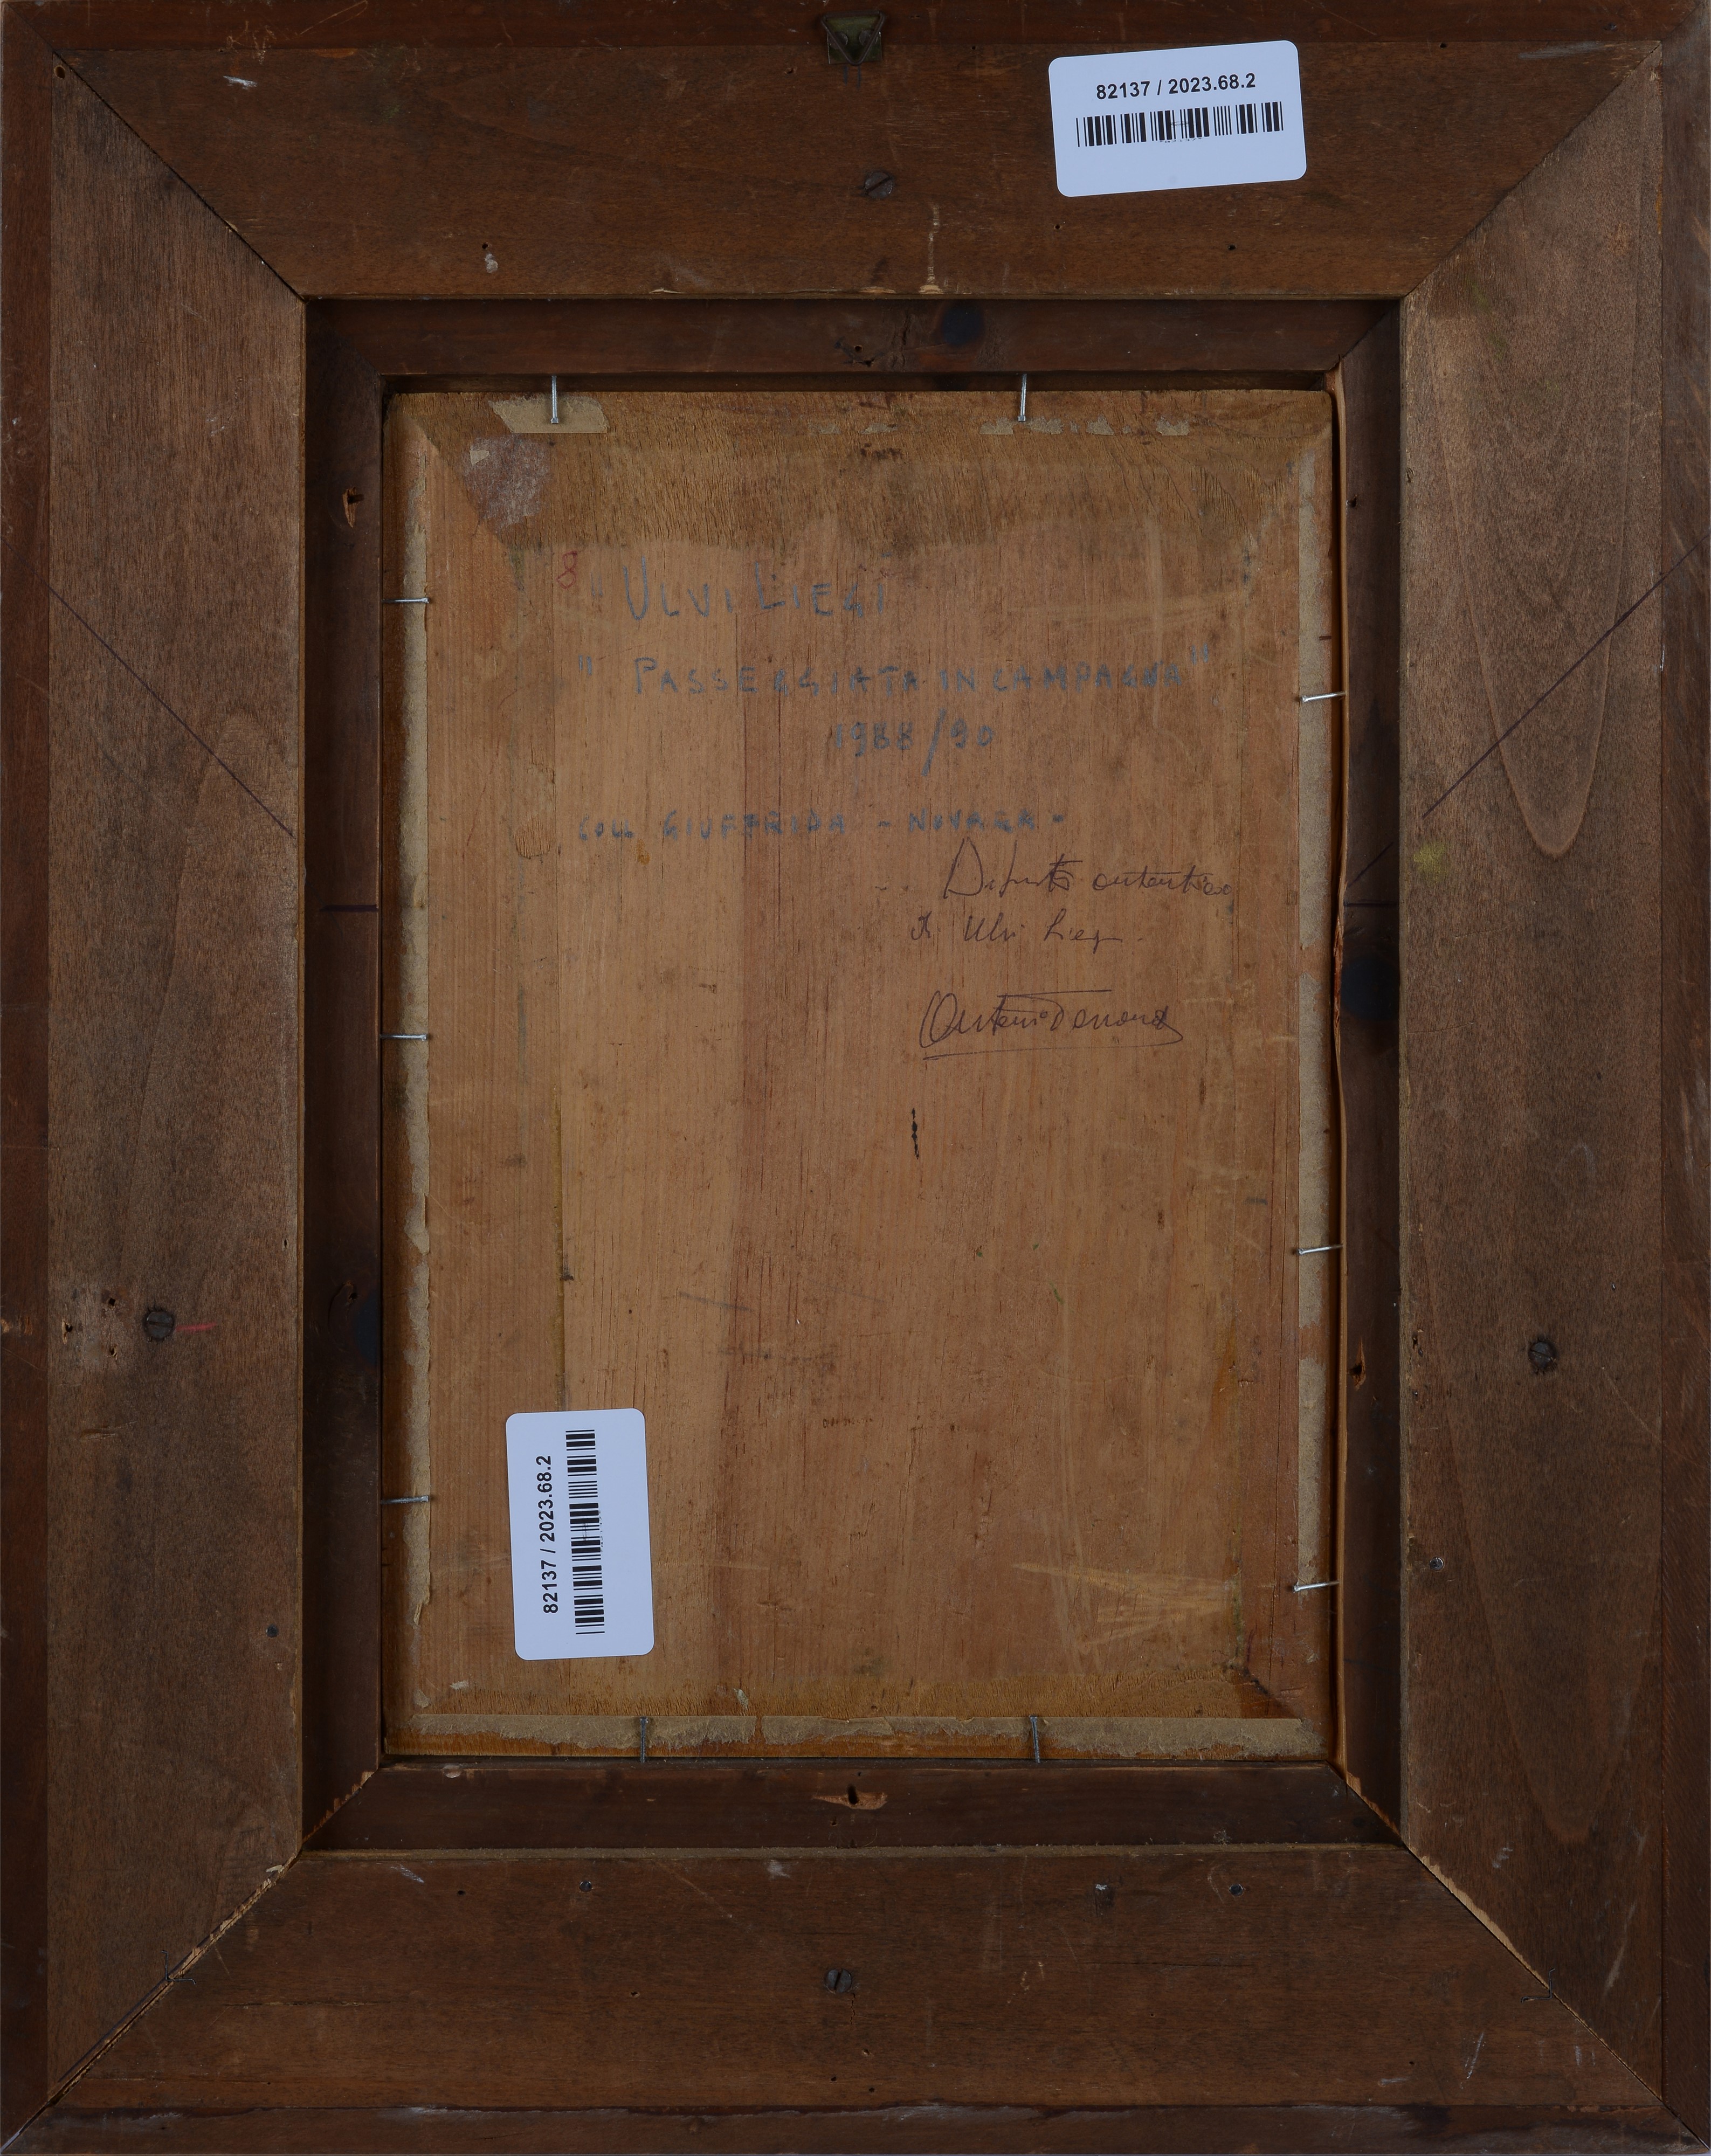 82137 / 2023.68.2
8
"ULVI LIEGI"
"PASSEGGIATA IN CAMPAGNA"
1988/90
COLL GIUFFRIDA - NOVARA -
Dipinto autentico
di Ulvi Liegi.
82137 / 2023.68.2